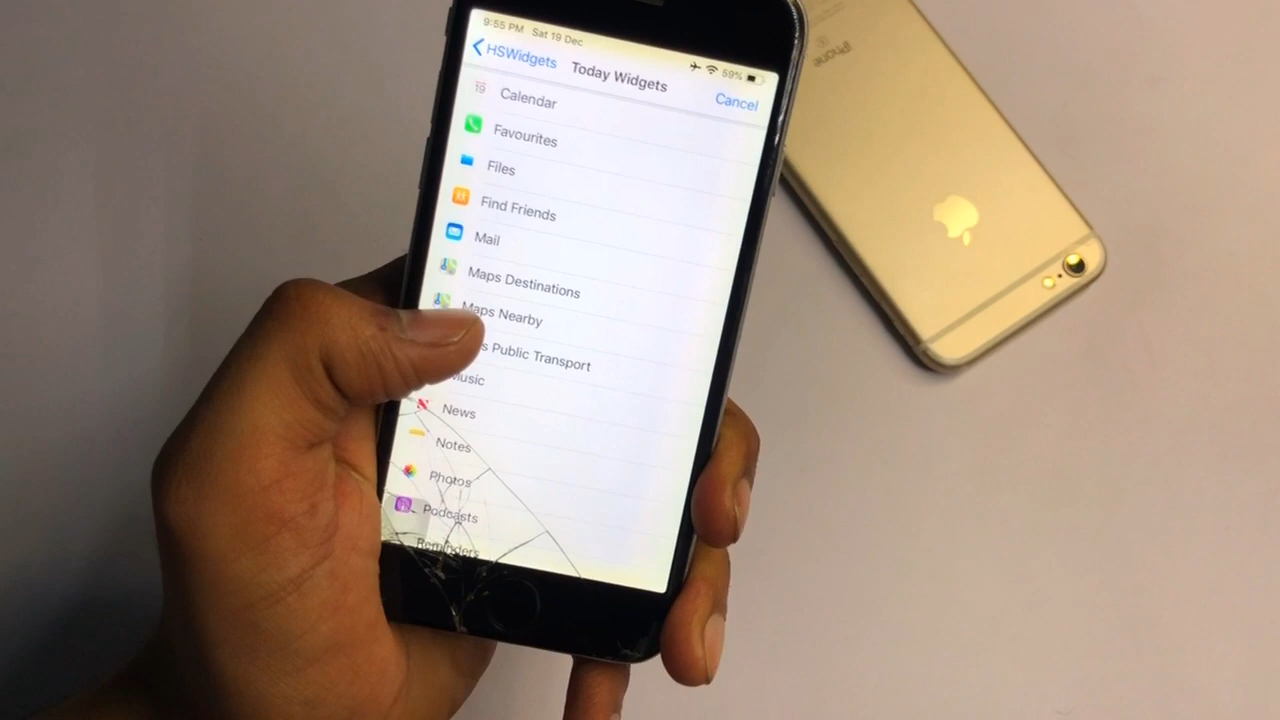 9:55 PM Sat 19 Dec
59%
HSWidgets
Today Widgets
Cancel
19
Calendar
Favourites
Files
Find Friends
Mail
Maps Destinations
Maps Nearby
s Public Transport
Music
News
Notes
Photos
Podcasts
Reminders
iPhone